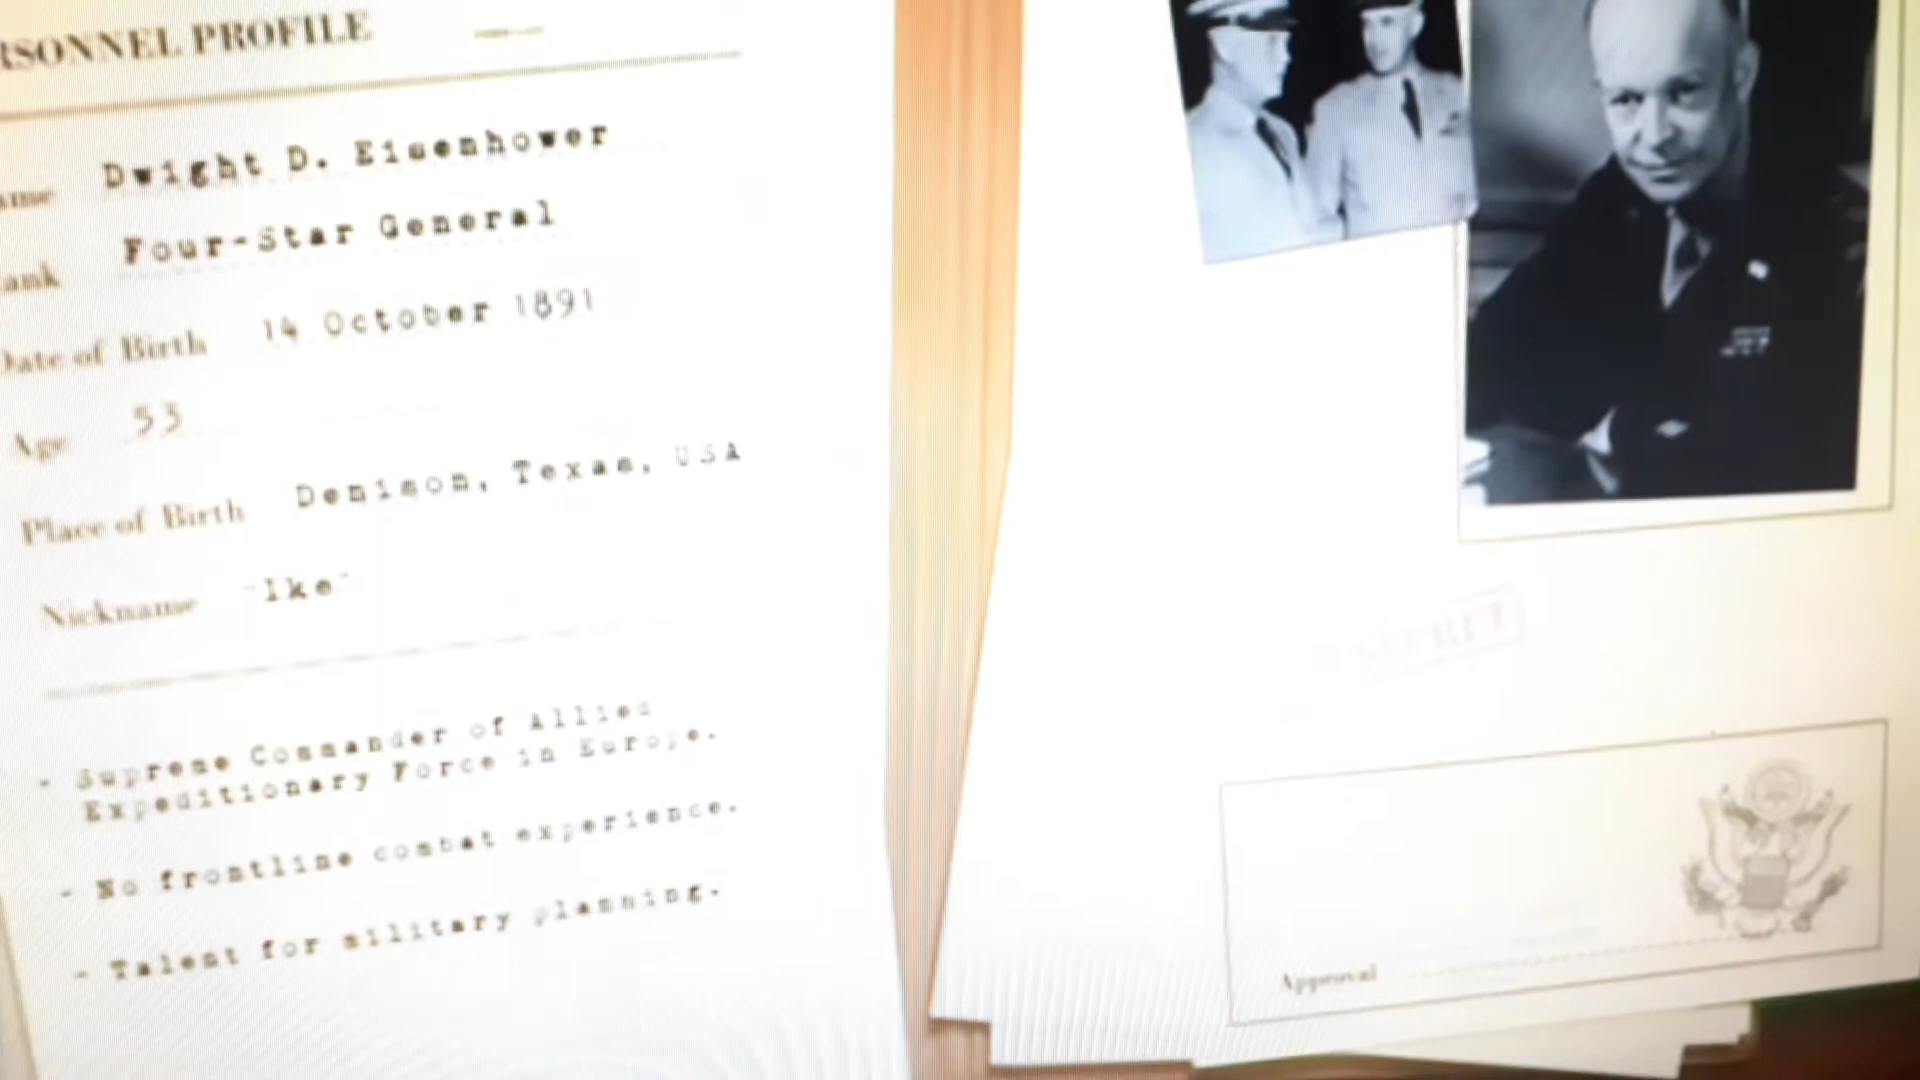 RSONNEL PROFILE
ame Dwight D. Eisenhower
ank Four-Star General
Date of Birth 14 October 1891
Age 53
Place of Birth Denison, Texas, USA
Nickname "Ike"
- Supreme Commander of Allied
Expeditionary Force in Europe.
- No frontline combat experience.
- Talent for military planning.
SECRET
Approval